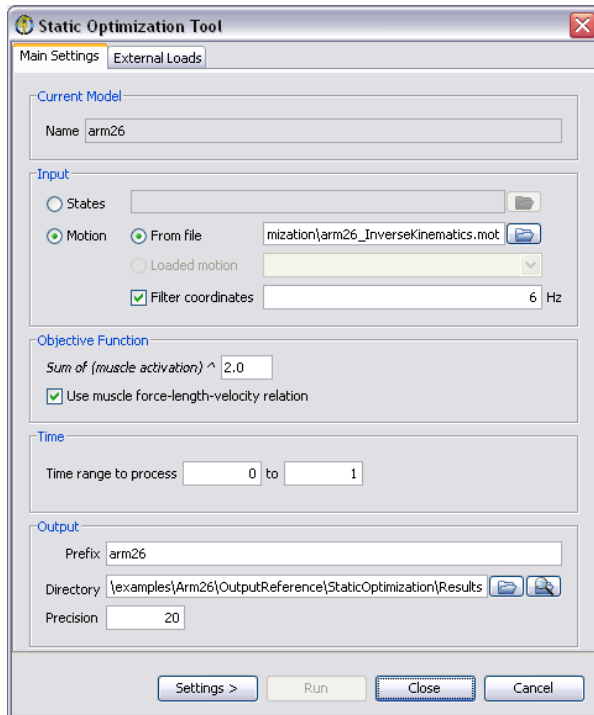 Static Optimization Tool
Main Settings External Loads
Current Model
Name arm26
Input
States
Motion From file mization\arm26_InverseKinematics.mot
Loaded motion
Filter coordinates 6 Hz
Objective Function
Sum of (muscle activation) ^ 2.0
Use muscle force-length-velocity relation
Time
Time range to process 0 to 1
Output
Prefix arm26
Directory \examples\Arm26\OutputReference\StaticOptimization\Results
Precision 20
Settings > Run Close Cancel